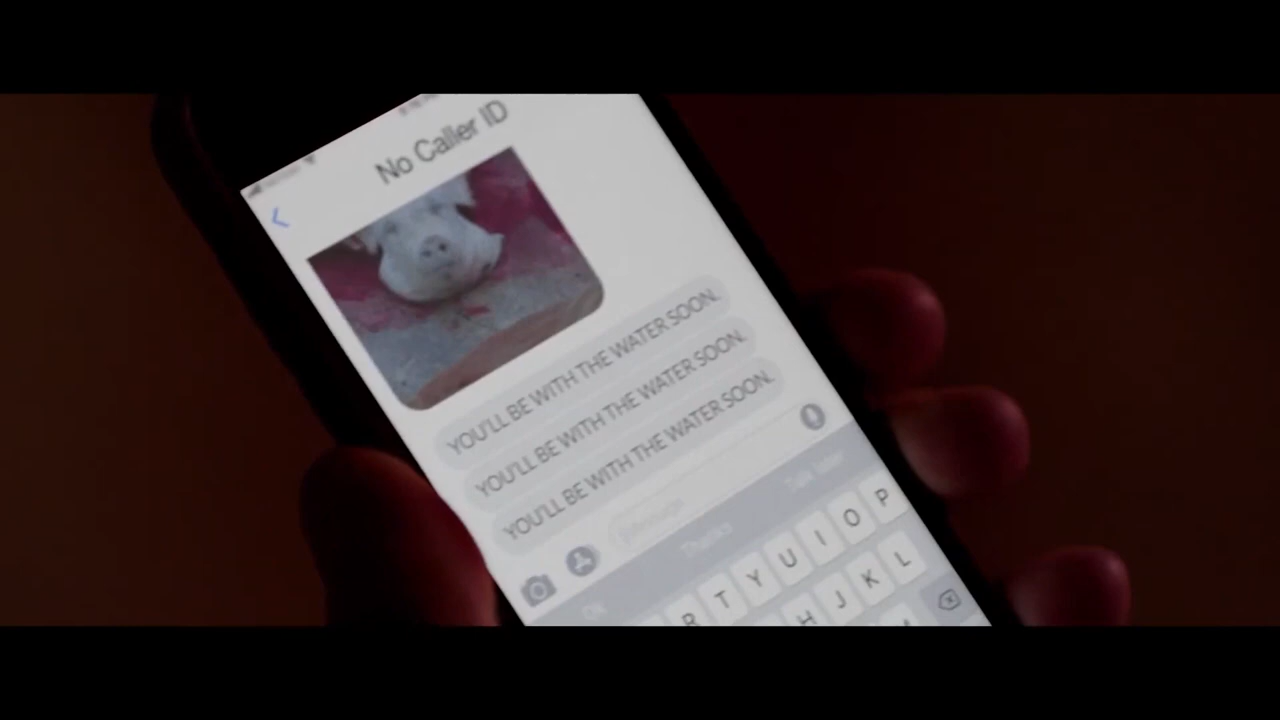 No Caller ID
YOU'LL BE WITH THE WATER SOON.
YOU'LL BE WITH THE WATER SOON.
YOU'LL BE WITH THE WATER SOON.
Thanks
R T Y U I O P
H J K L